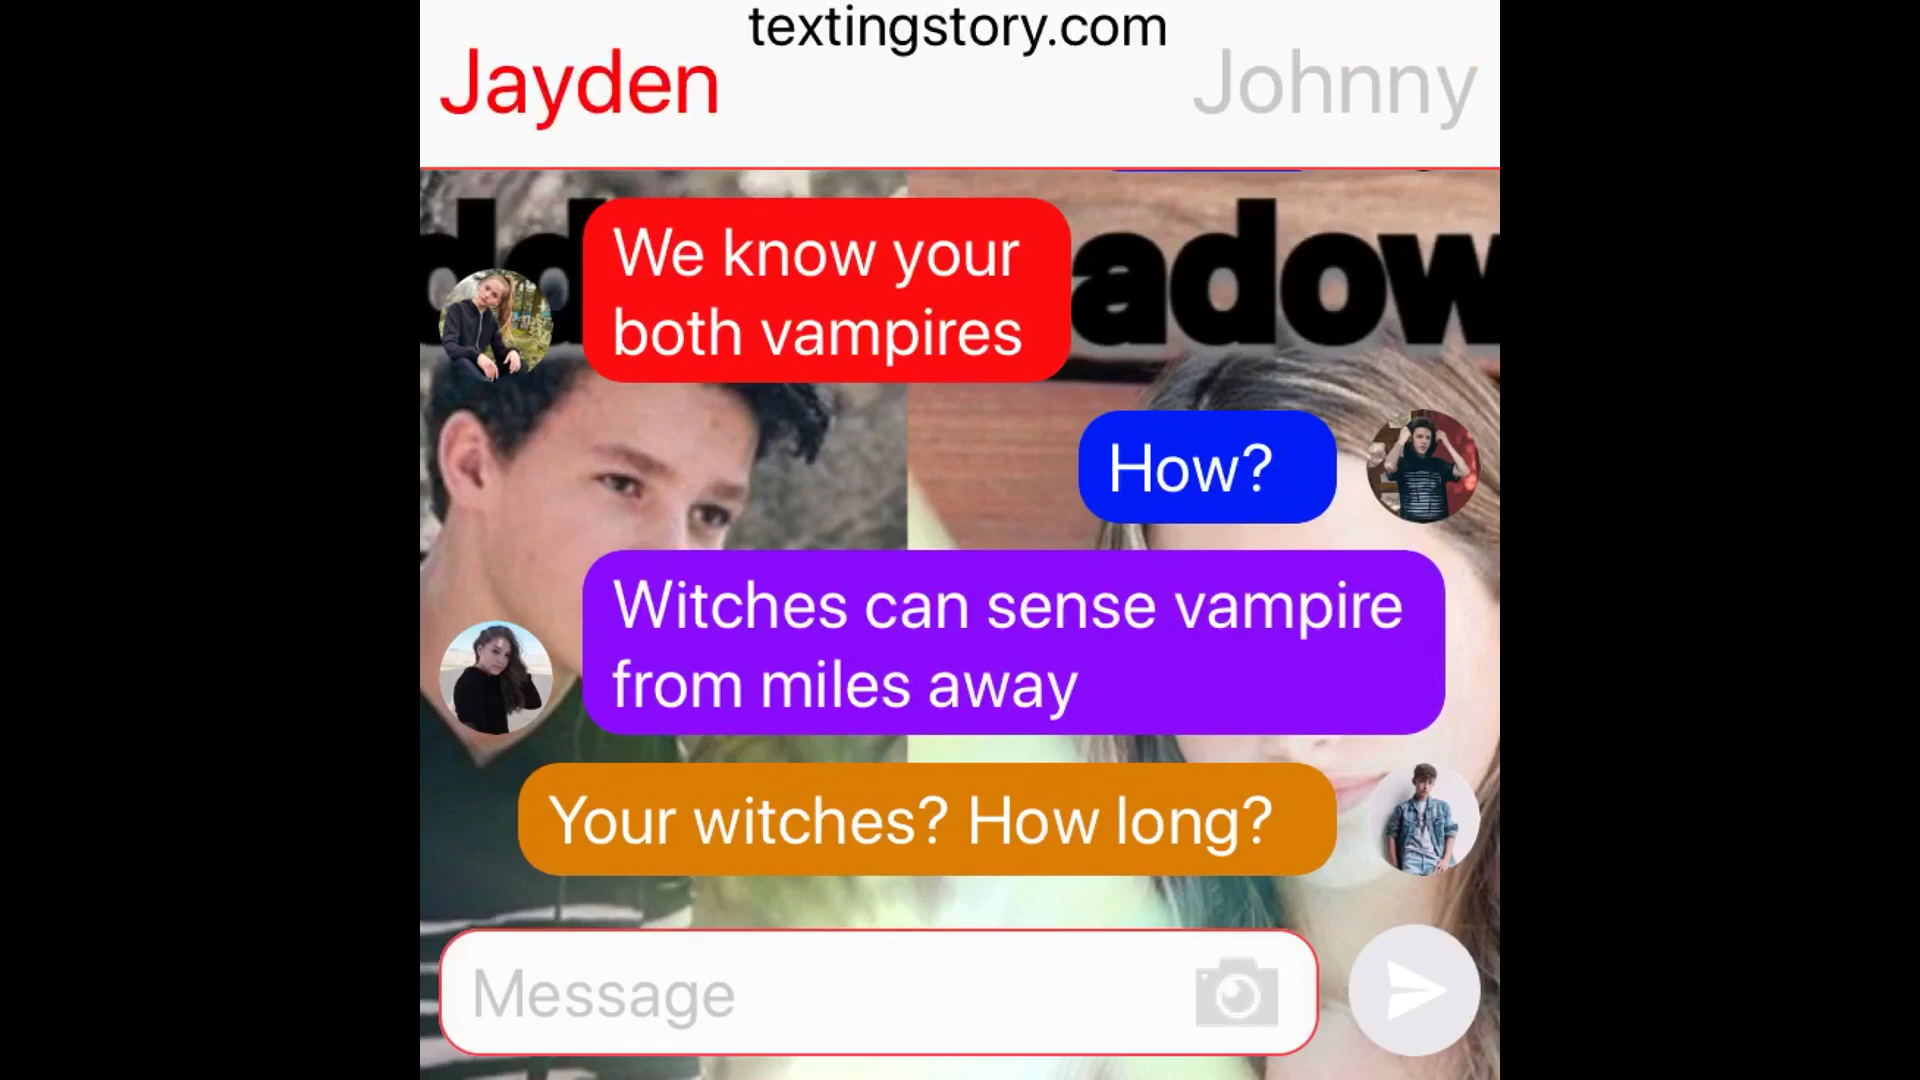 textingstory.com
Jayden
Johnny
We know your
both vampires
adow
How?
Witches can sense vampire
from miles away
Your witches? How long?
Message